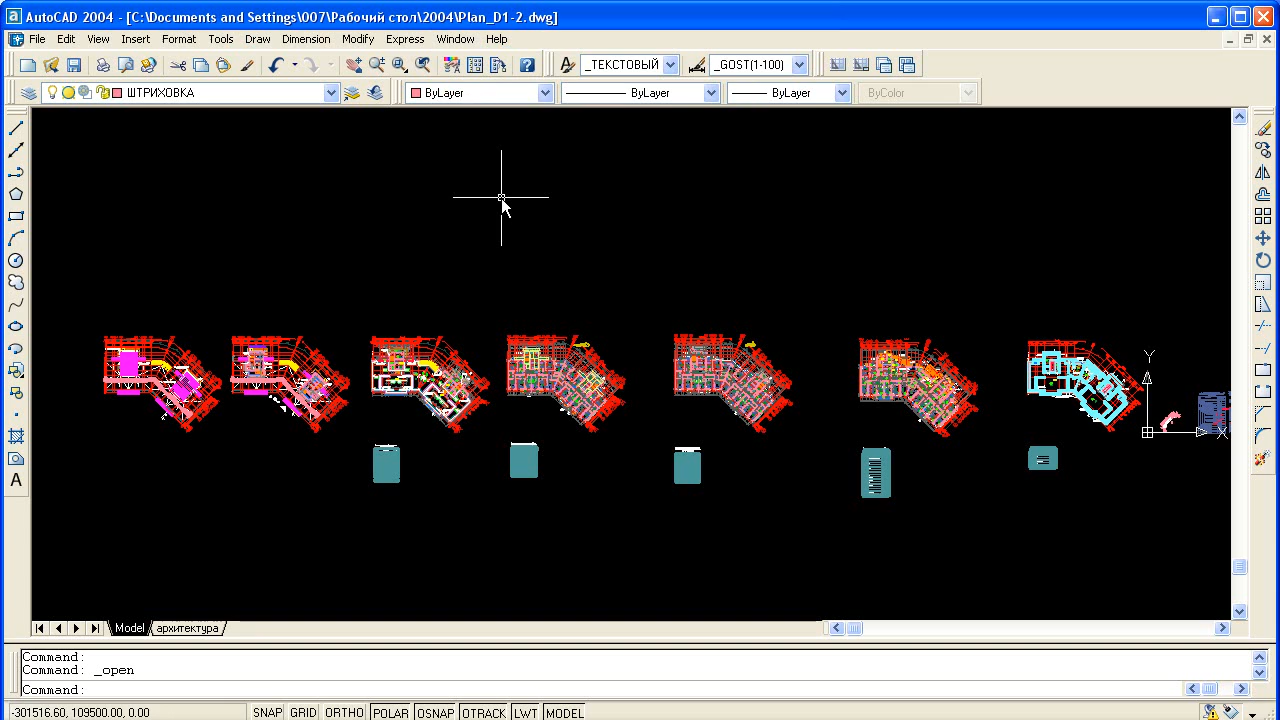 AutoCAD 2004 - [C:\Documents and Settings\007\Рабочий стол\2004\Plan_D1-2.dwg]
File Edit View Insert Format Tools Draw Dimension Modify Express Window Help
_ТЕКСТОВЫЙ _GOST(1-100)
ШТРИХОВКА ByLayer ByLayer ByLayer ByColor
Y
X
Model архитектура
Command:
Command: _open
Command:
-301516.60, 109500.00, 0.00 SNAP GRID ORTHO POLAR OSNAP OTRACK LWT MODEL